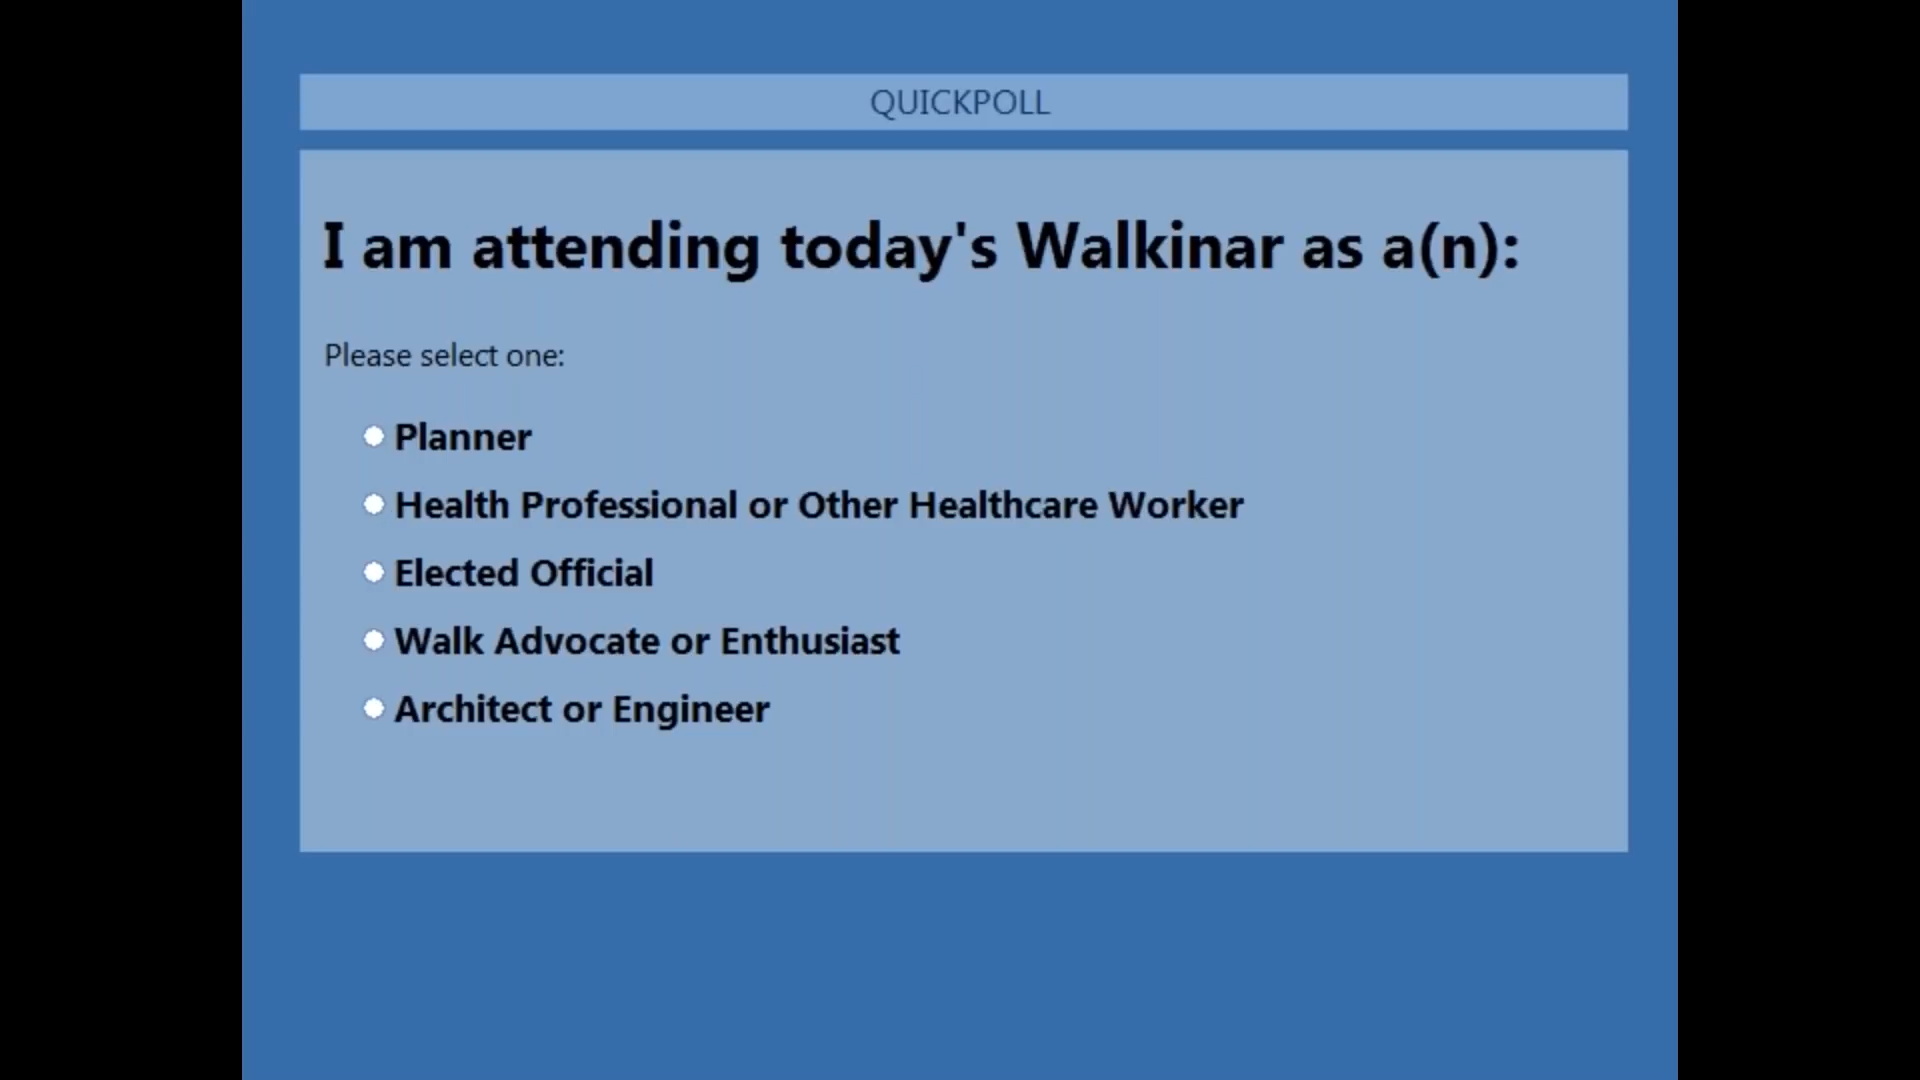 QUICKPOLL
I am attending today's Walkinar as a(n):
Please select one:
Planner
Health Professional or Other Healthcare Worker
Elected Official
Walk Advocate or Enthusiast
Architect or Engineer